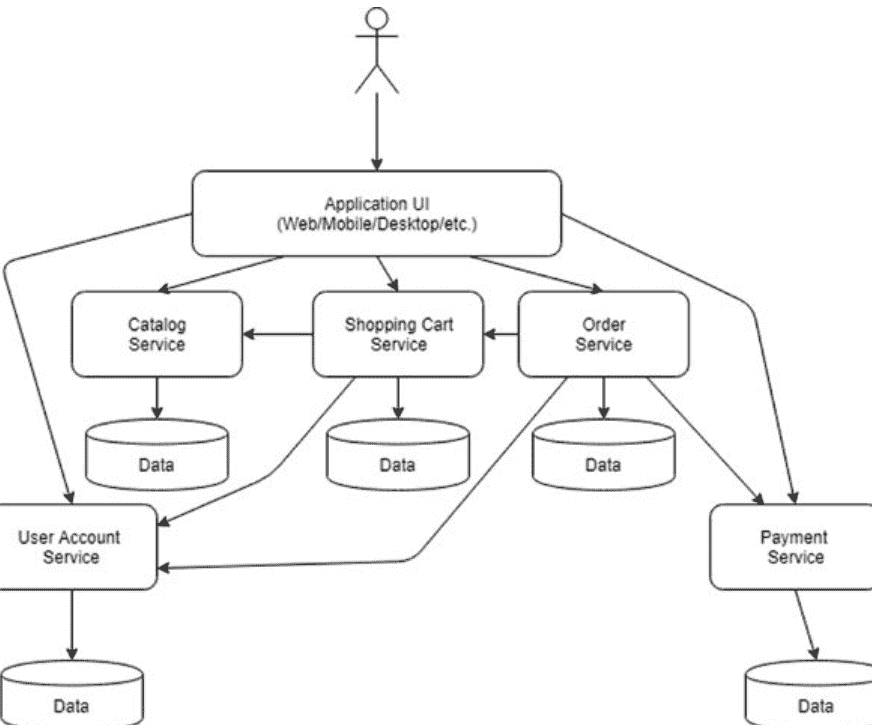 Application UI
(Web/Mobile/Desktop/etc.)
Catalog
Service
Shopping Cart
Service
Order
Service
Data
Data
Data
User Account
Service
Payment
Service
Data
Data